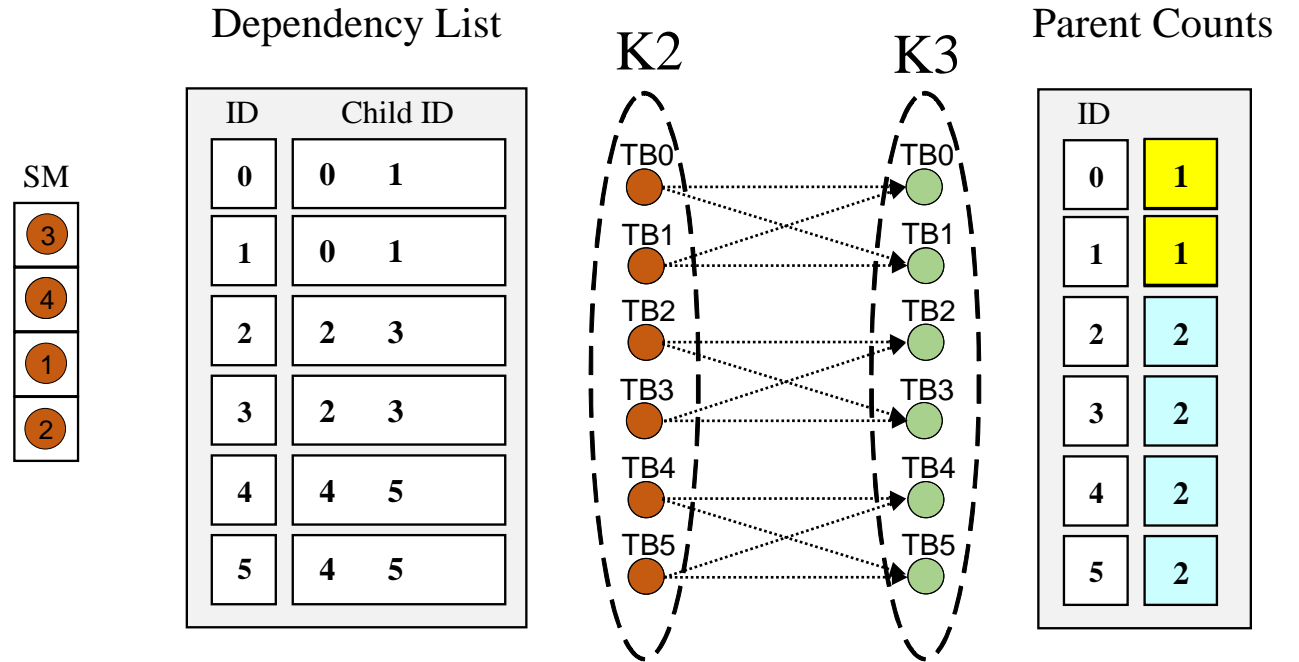 Dependency List
K2
K3
Parent Counts
SM
3
4
1
2
ID Child ID
0 0 1
1 0 1
2 2 3
3 2 3
4 4 5
5 4 5
TB0
TB1
TB2
TB3
TB4
TB5
TB0
TB1
TB2
TB3
TB4
TB5
ID
0 1
1 1
2 2
3 2
4 2
5 2